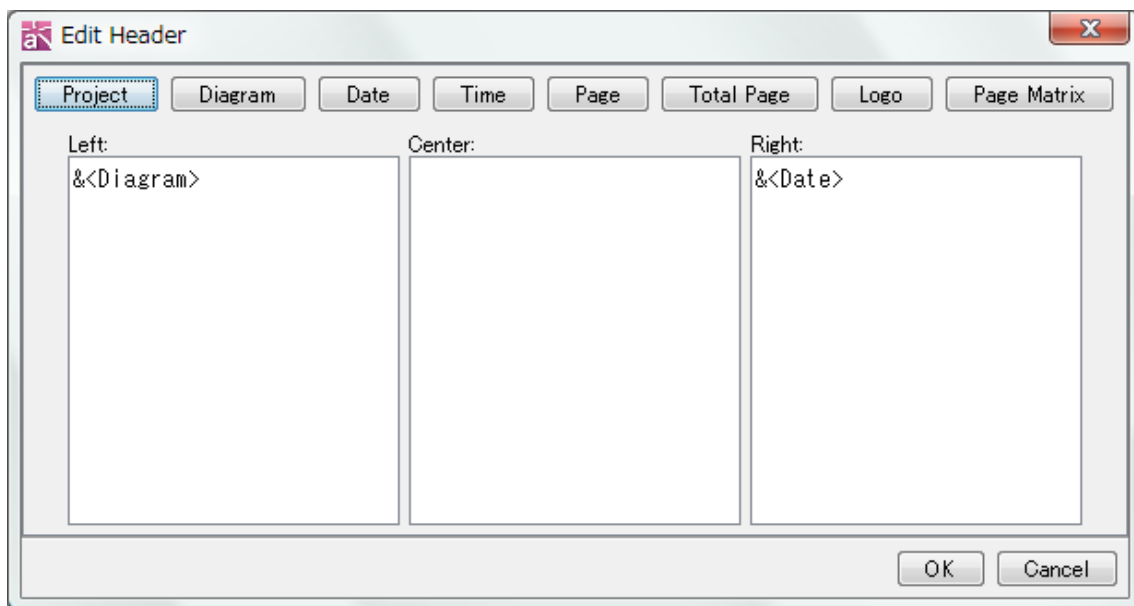 Edit Header
Project Diagram Date Time Page Total Page Logo Page Matrix
Left: Center: Right:
&<Diagram> &<Date>
OK Cancel